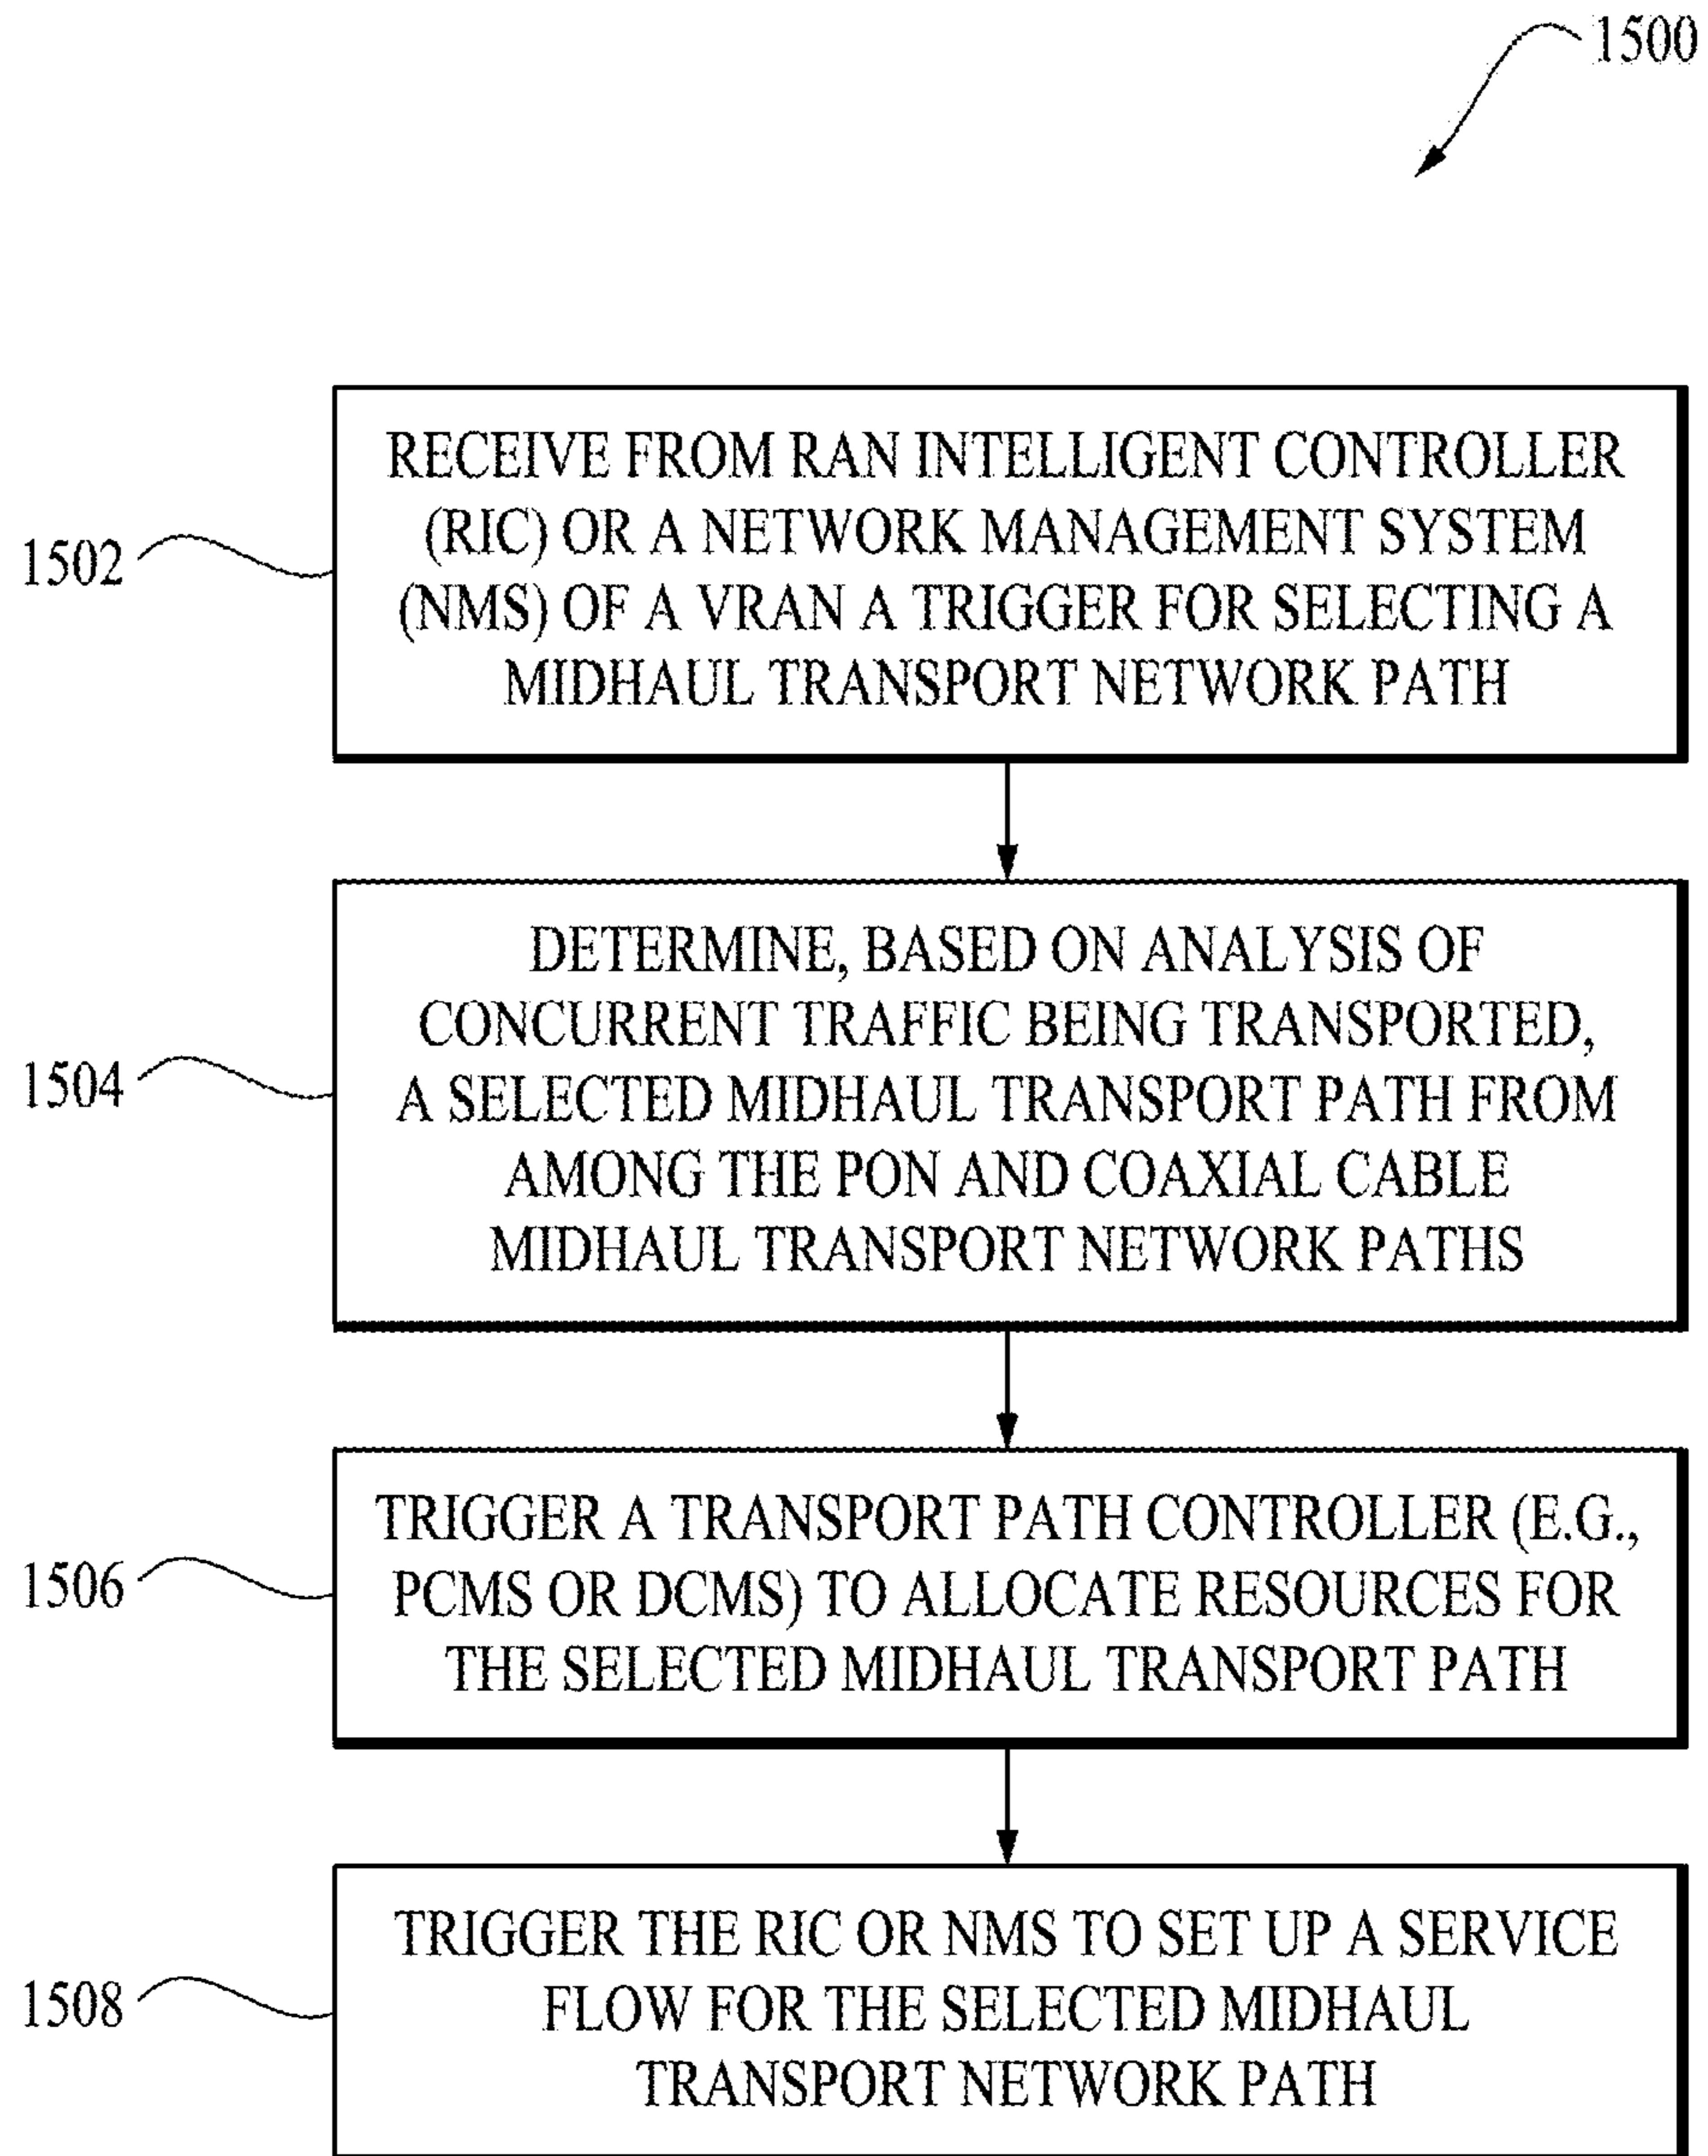 1500
1502
RECEIVE FROM RAN INTELLIGENT CONTROLLER
(RIC) OR A NETWORK MANAGEMENT SYSTEM
(NMS) OF A VRAN A TRIGGER FOR SELECTING A
MIDHAUL TRANSPORT NETWORK PATH
1504
DETERMINE, BASED ON ANALYSIS OF
CONCURRENT TRAFFIC BEING TRANSPORTED,
A SELECTED MIDHAUL TRANSPORT PATH FROM
AMONG THE PON AND COAXIAL CABLE
MIDHAUL TRANSPORT NETWORK PATHS
1506
TRIGGER A TRANSPORT PATH CONTROLLER (E.G.,
PCMS OR DCMS) TO ALLOCATE RESOURCES FOR
THE SELECTED MIDHAUL TRANSPORT PATH
1508
TRIGGER THE RIC OR NMS TO SET UP A SERVICE
FLOW FOR THE SELECTED MIDHAUL
TRANSPORT NETWORK PATH